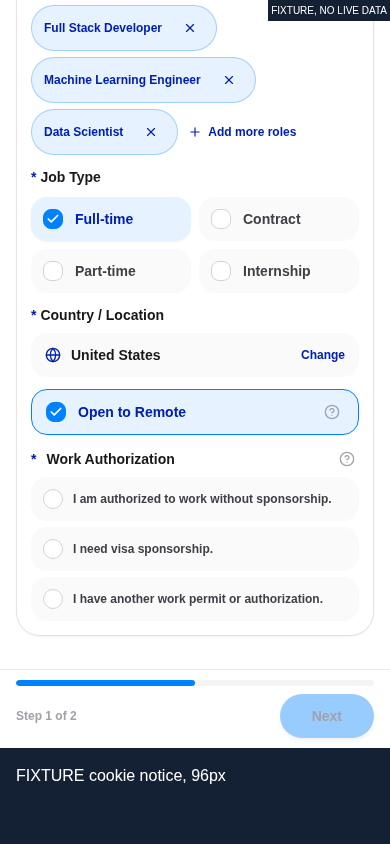 FIXTURE, NO LIVE DATA
Full Stack Developer
Machine Learning Engineer
Data Scientist
Add more roles
* Job Type
Full-time
Contract
Part-time
Internship
* Country / Location
United States
Change
Open to Remote
* Work Authorization
I am authorized to work without sponsorship.
I need visa sponsorship.
I have another work permit or authorization.
Step 1 of 2
Next
FIXTURE cookie notice, 96px